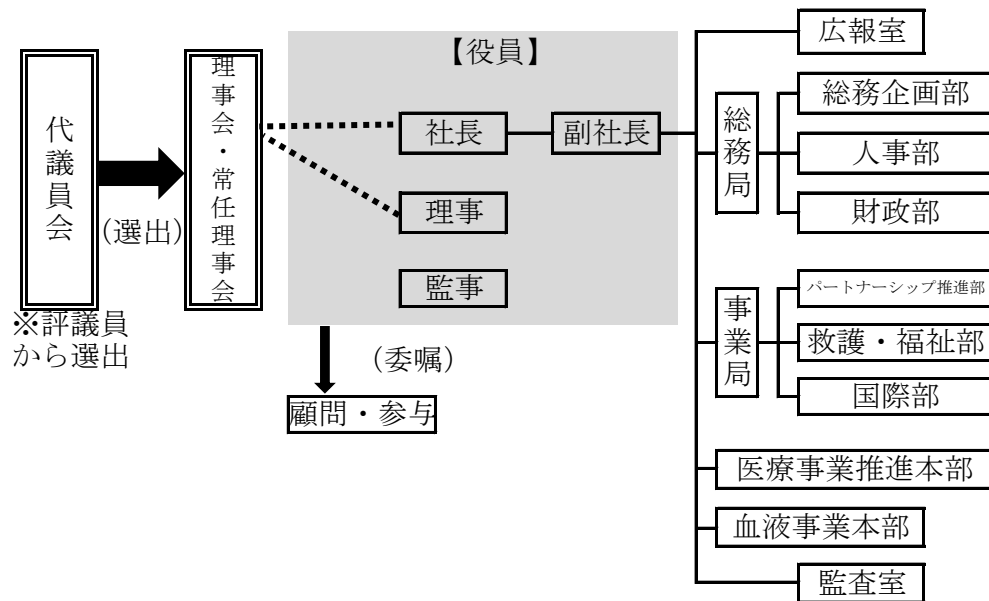 代議員会
(選出)
※評議員
から選出
理事会・常任理事会
【役員】
社長
副社長
理事
監事
(委嘱)
顧問・参与
広報室
総務局
総務企画部
人事部
財政部
事業局
パートナーシップ推進部
救護・福祉部
国際部
医療事業推進本部
血液事業本部
監査室